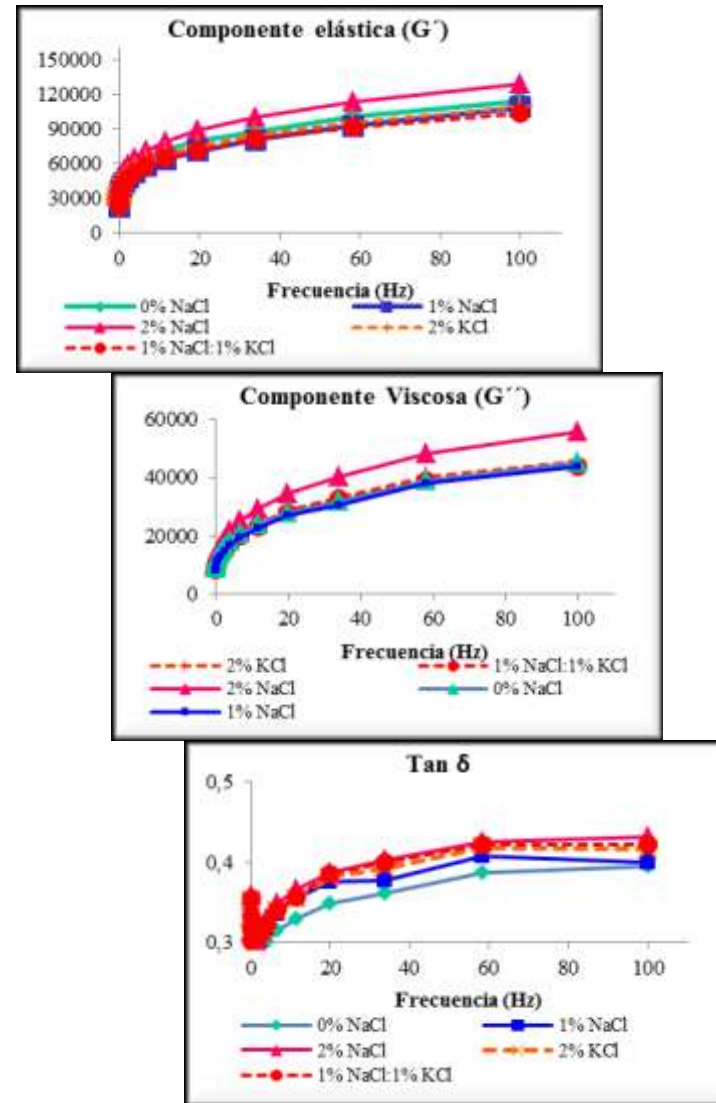 Componente elástica (G´)
150000
120000
90000
60000
30000
0
0 20 40 60 80 100
Frecuencia (Hz)
0% NaCl 1% NaCl
2% NaCl 2% KCl
1% NaCl:1% KCl
Componente Viscosa (G´´)
60000
40000
20000
0
0 20 40 60 80 100
Frecuencia (Hz)
2% KCl 1% NaCl:1% KCl
2% NaCl 0% NaCl
1% NaCl
Tan δ
0,5
0,4
0,3
0 20 40 60 80 100
Frecuencia (Hz)
0% NaCl 1% NaCl
2% NaCl 2% KCl
1% NaCl:1% KCl